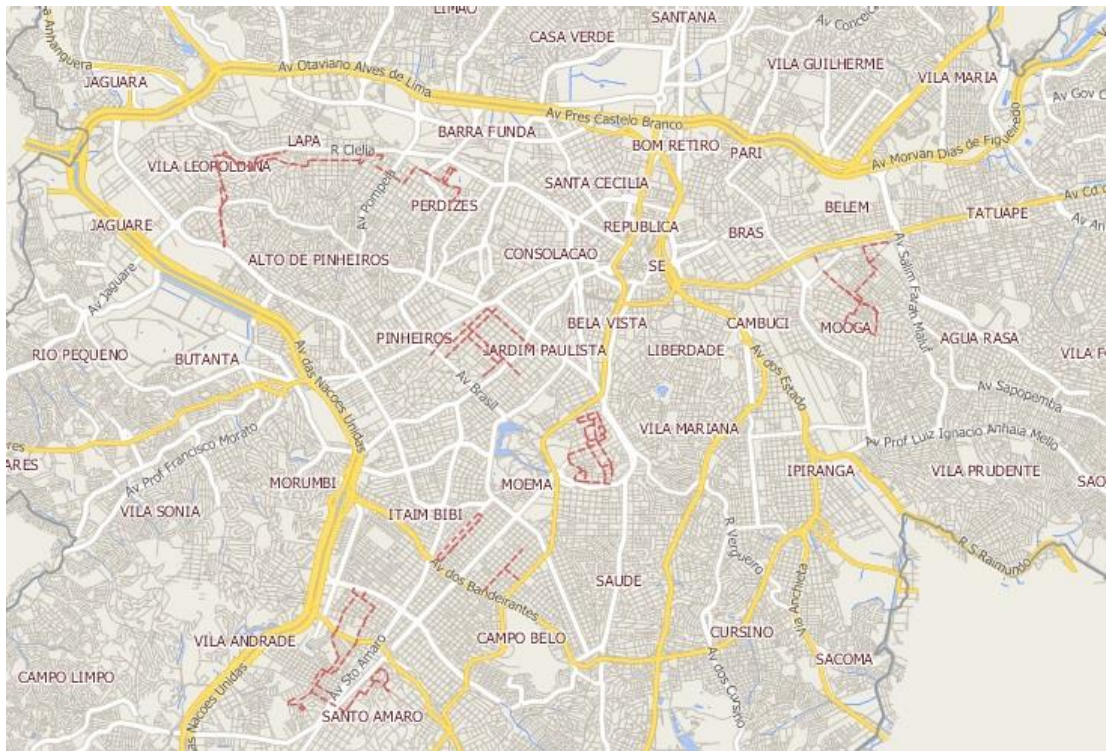 LIMAO
SANTANA
Av Conce
CASA VERDE
Anhanguera
JAGUARA
Av Otaviano Alves de Lima
VILA GUILHERME
VILA MARIA
Av Gov C
Av Pres Castelo Branco
LAPA
R Clelia
BARRA FUNDA
BOM RETIRO
PARI
Av Morvan Dias de Figueiredo
VILA LEOPOLDINA
Av Pompeia
PERDIZES
SANTA CECILIA
BELEM
Av Cd d
TATUAPE
Av An
JAGUARE
REPUBLICA
BRAS
ALTO DE PINHEIROS
CONSOLACAO
SE
Av Salim Farah Maluf
Av Jaguare
PINHEIROS
BELA VISTA
CAMBUCI
MOOCA
RIO PEQUENO
BUTANTA
Av das Nacoes Unidas
JARDIM PAULISTA
LIBERDADE
AGUA RASA
VILA F
Av Brasil
Av dos Estado
Av Sapopemba
res
ARES
Av Prof Francisco Morato
VILA MARIANA
Av Prof Luiz Ignacio Anhaia Mello
MORUMBI
MOEMA
IPIRANGA
VILA PRUDENTE
SAO
VILA SONIA
ITAIM BIBI
R Vergueiro
R S Raimundo
Av dos Bandeirantes
SAUDE
Via Anchieta
VILA ANDRADE
CAMPO BELO
CURSINO
SACOMA
CAMPO LIMPO
Av Sto Amaro
Av dos Cursino
SANTO AMARO
as Nacoes Unidas